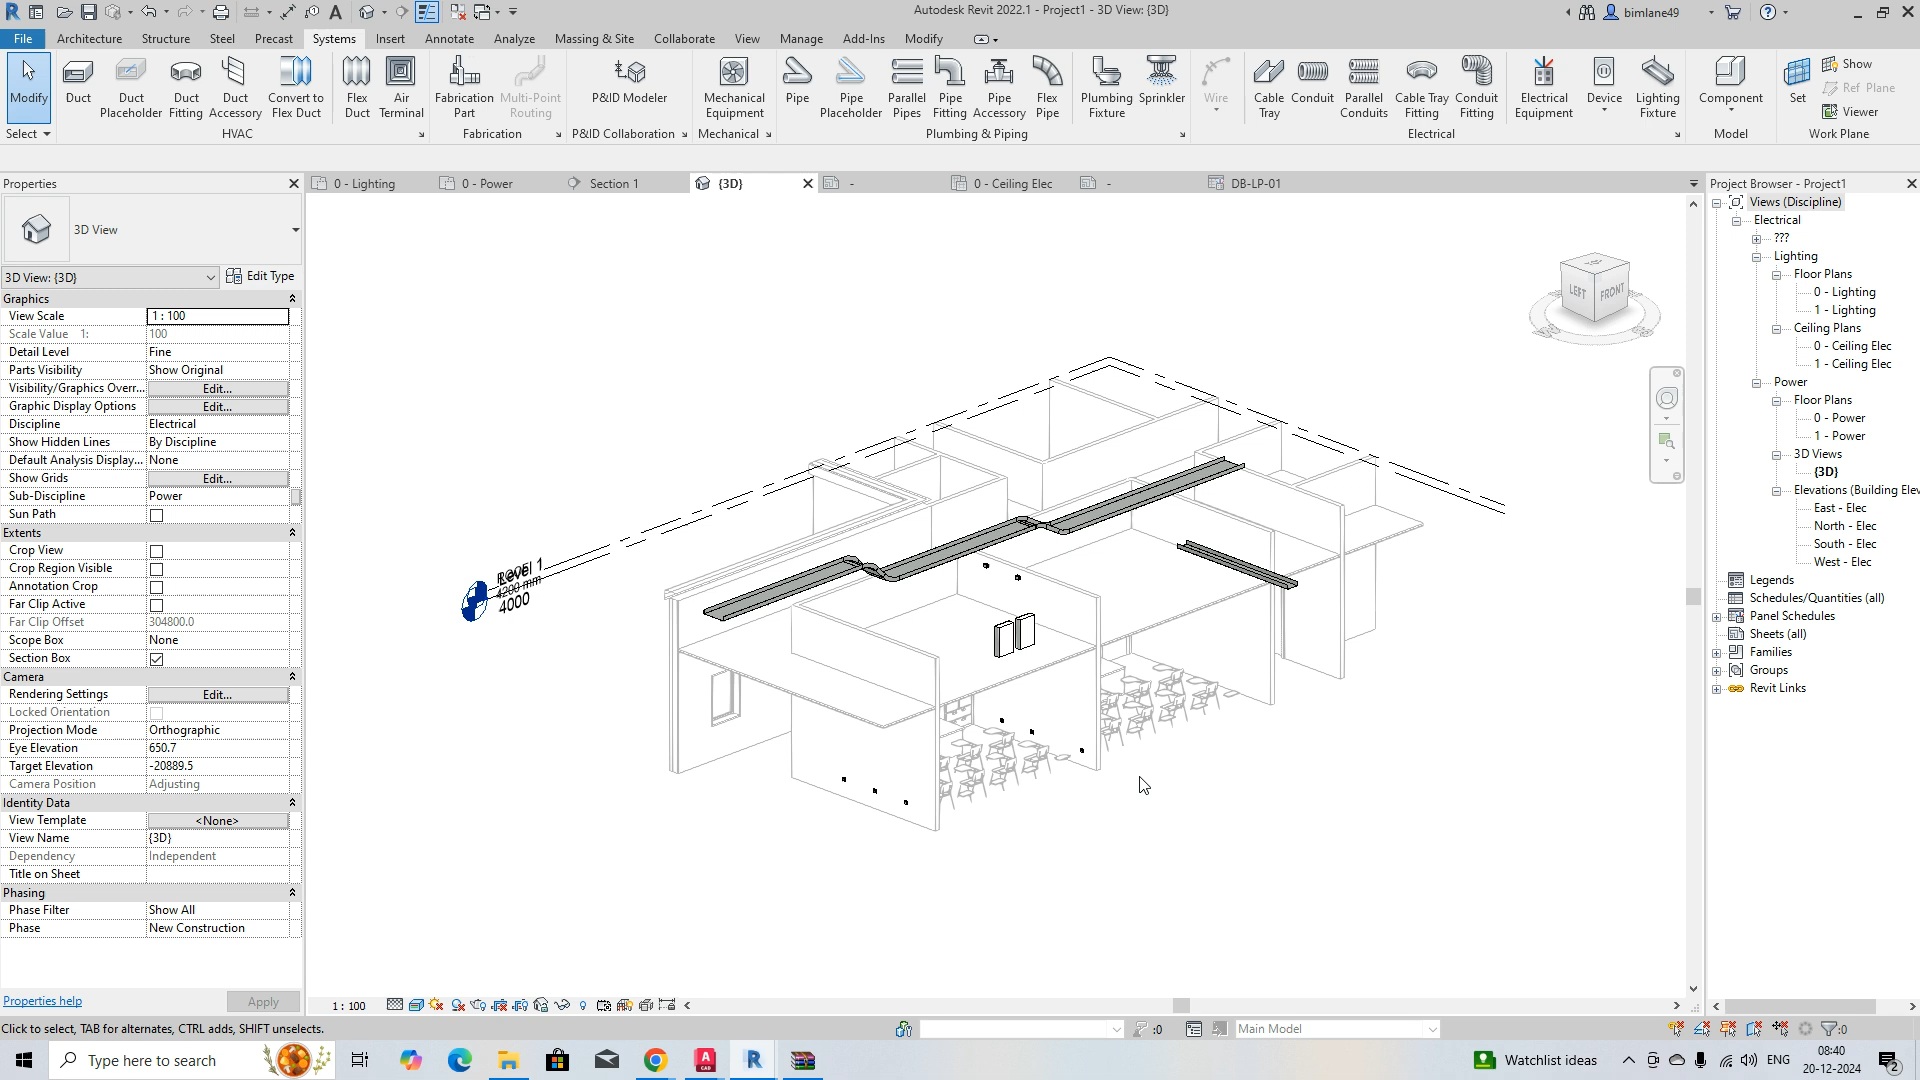 Autodesk Revit 2022.1 - Project1 - 3D View: {3D}
bimlane49
File
Architecture
Structure
Steel
Precast
Systems
Insert
Annotate
Analyze
Massing & Site
Collaborate
View
Manage
Add-Ins
Modify
Modify
Duct
Duct Placeholder
Duct Fitting
Duct Accessory
Convert to Flex Duct
Flex Duct
Air Terminal
Fabrication Part
Multi-Point Routing
P&ID Modeler
Mechanical Equipment
Pipe
Pipe Placeholder
Parallel Pipes
Pipe Fitting
Pipe Accessory
Flex Pipe
Plumbing Fixture
Sprinkler
Wire
Cable Tray
Conduit
Parallel Conduits
Cable Tray Fitting
Conduit Fitting
Electrical Equipment
Device
Lighting Fixture
Component
Set
Show
Ref Plane
Viewer
Select
HVAC
Fabrication
P&ID Collaboration
Mechanical
Plumbing & Piping
Electrical
Model
Work Plane
Properties
0 - Lighting
0 - Power
Section 1
{3D}
-
0 - Ceiling Elec
-
DB-LP-01
Project Browser - Project1
3D View
3D View: {3D}
Edit Type
Graphics
View Scale 1 : 100
Scale Value 1: 100
Detail Level Fine
Parts Visibility Show Original
Visibility/Graphics Overr... Edit...
Graphic Display Options Edit...
Discipline Electrical
Show Hidden Lines By Discipline
Default Analysis Display... None
Show Grids Edit...
Sub-Discipline Power
Sun Path
Extents
Crop View
Crop Region Visible
Annotation Crop
Far Clip Active
Far Clip Offset 304800.0
Scope Box None
Section Box
Camera
Rendering Settings Edit...
Locked Orientation
Projection Mode Orthographic
Eye Elevation 650.7
Target Elevation -20889.5
Camera Position Adjusting
Identity Data
View Template <None>
View Name {3D}
Dependency Independent
Title on Sheet
Phasing
Phase Filter Show All
Phase New Construction
Properties help
Apply
Level 1
4200 mm
4000
TOP
LEFT
FRONT
Views (Discipline)
Electrical
???
Lighting
Floor Plans
0 - Lighting
1 - Lighting
Ceiling Plans
0 - Ceiling Elec
1 - Ceiling Elec
Power
Floor Plans
0 - Power
1 - Power
3D Views
{3D}
Elevations (Building Elev
East - Elec
North - Elec
South - Elec
West - Elec
Legends
Schedules/Quantities (all)
Panel Schedules
Sheets (all)
Families
Groups
Revit Links
1 : 100
Click to select, TAB for alternates, CTRL adds, SHIFT unselects.
:0
Main Model
:0
Type here to search
Watchlist ideas
ENG
08:40
20-12-2024
2